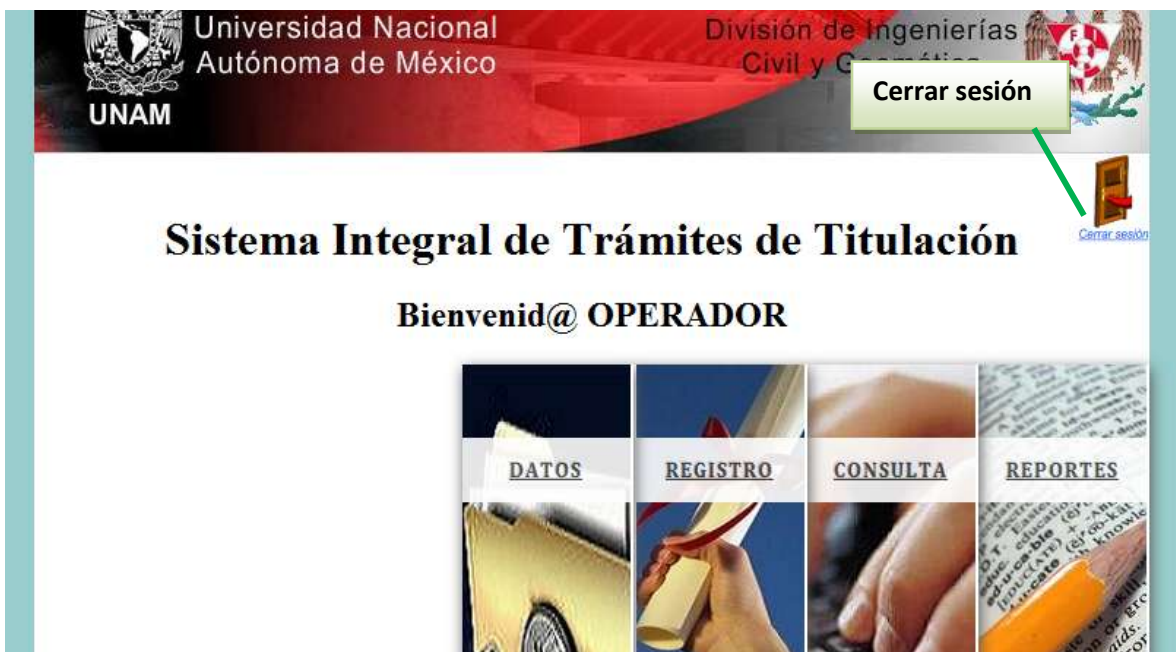 Universidad Nacional
Autónoma de México
UNAM
División de Ingenierías
Civil y
Cerrar sesión
Cerrar sesión
Sistema Integral de Trámites de Titulación
Bienvenid@ OPERADOR
DATOS
REGISTRO
CONSULTA
REPORTES